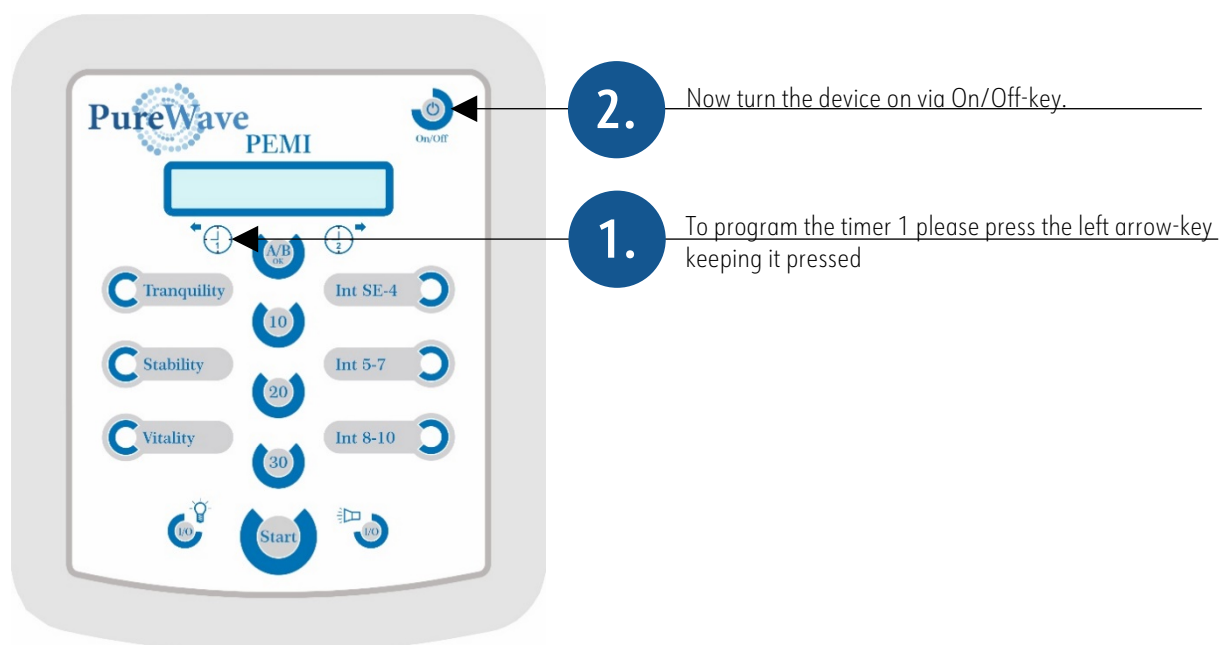 PureWave
PEMI
On/Off
1
2
A/B
OK
Tranquility
Int SE-4
10
Stability
Int 5-7
20
Vitality
Int 8-10
30
I/O
Start
I/O
2.
Now turn the device on via On/Off-key.
1.
To program the timer 1 please press the left arrow-key
keeping it pressed